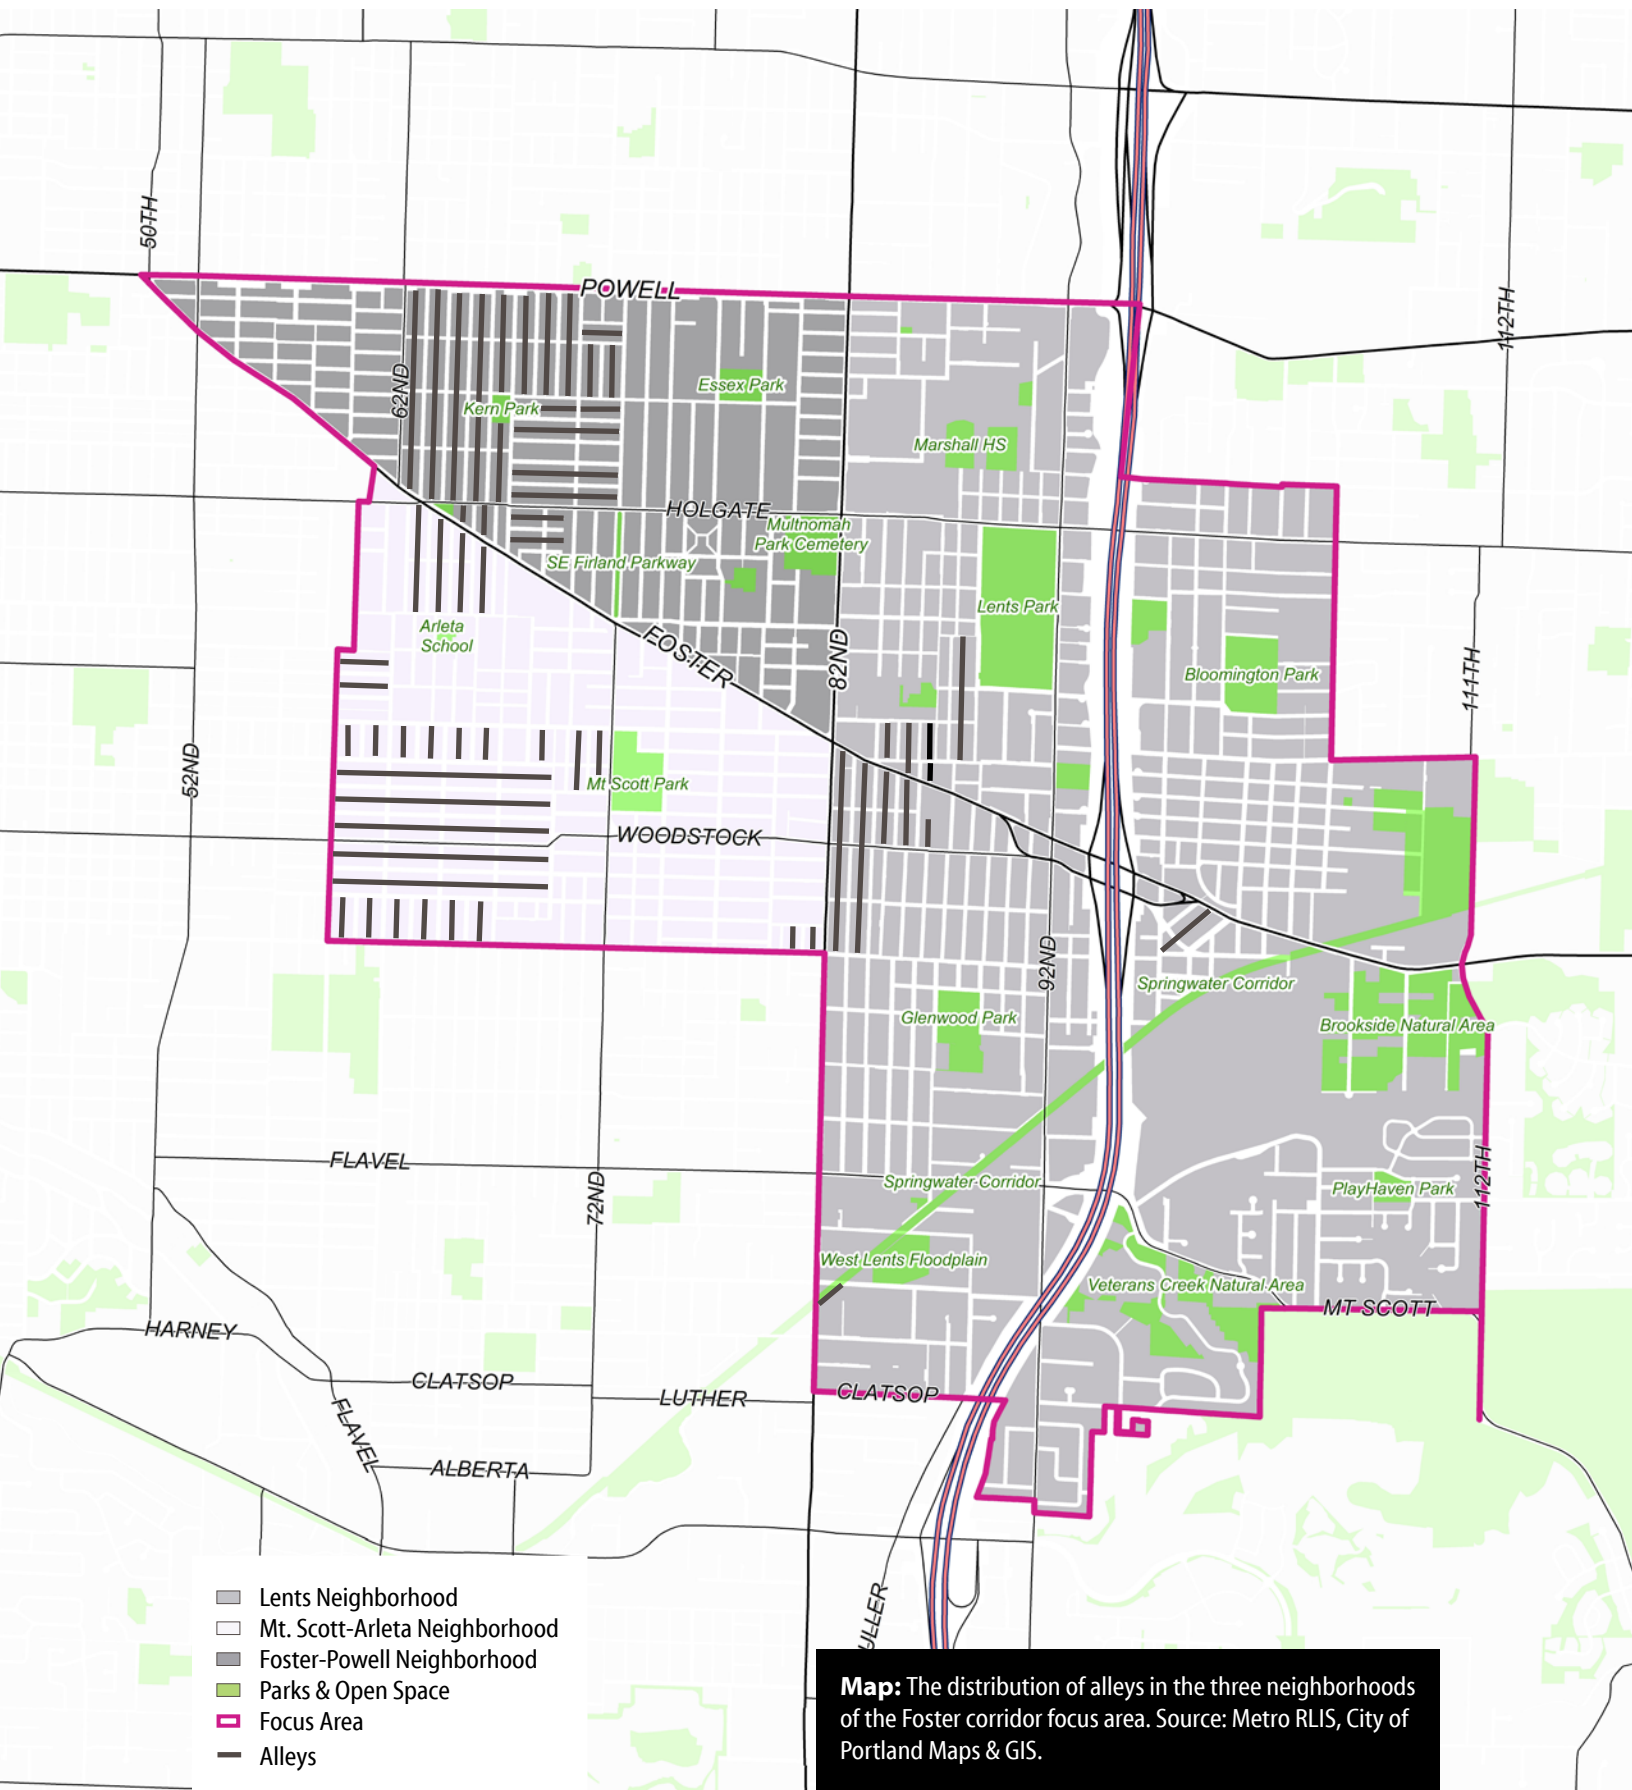 50TH
POWELL
112TH
62ND
Essex Park
Kern Park
Marshall HS
HOLGATE
Multnomah
Park Cemetery
SE Firland Parkway
Lents Park
Arleta
School
FOSTER
82ND
Bloomington Park
111TH
52ND
Mt Scott Park
WOODSTOCK
92ND
Springwater Corridor
Glenwood Park
Brookside Natural Area
FLAVEL
72ND
Springwater Corridor
PlayHaven Park
112TH
West Lents Floodplain
Veterans Creek Natural Area
MT SCOTT
HARNEY
CLATSOP
LUTHER
CLATSOP
FLAVEL
ALBERTA
ULLER
Lents Neighborhood
Mt. Scott-Arleta Neighborhood
Foster-Powell Neighborhood
Parks & Open Space
Focus Area
Alleys
Map: The distribution of alleys in the three neighborhoods
of the Foster corridor focus area. Source: Metro RLIS, City of
Portland Maps & GIS.